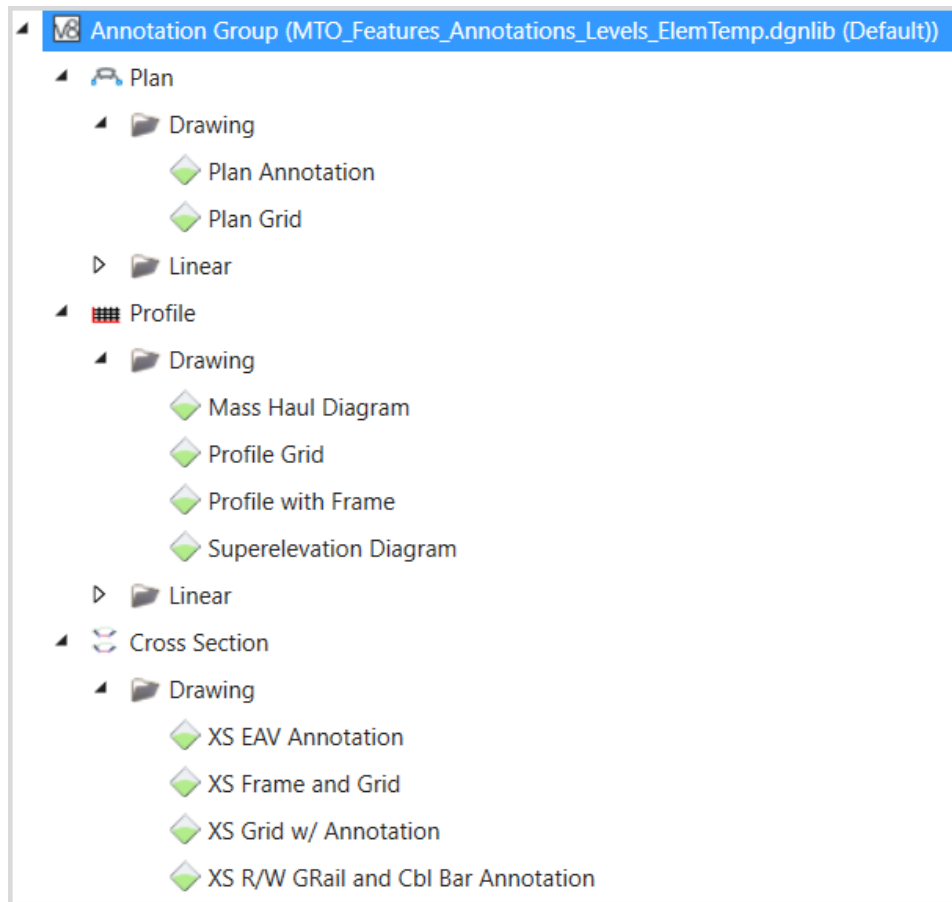 V8 Annotation Group (MTO_Features_Annotations_Levels_ElemTemp.dgnlib (Default))
Plan
Drawing
Plan Annotation
Plan Grid
Linear
Profile
Drawing
Mass Haul Diagram
Profile Grid
Profile with Frame
Superelevation Diagram
Linear
Cross Section
Drawing
XS EAV Annotation
XS Frame and Grid
XS Grid w/ Annotation
XS R/W GRail and Cbl Bar Annotation